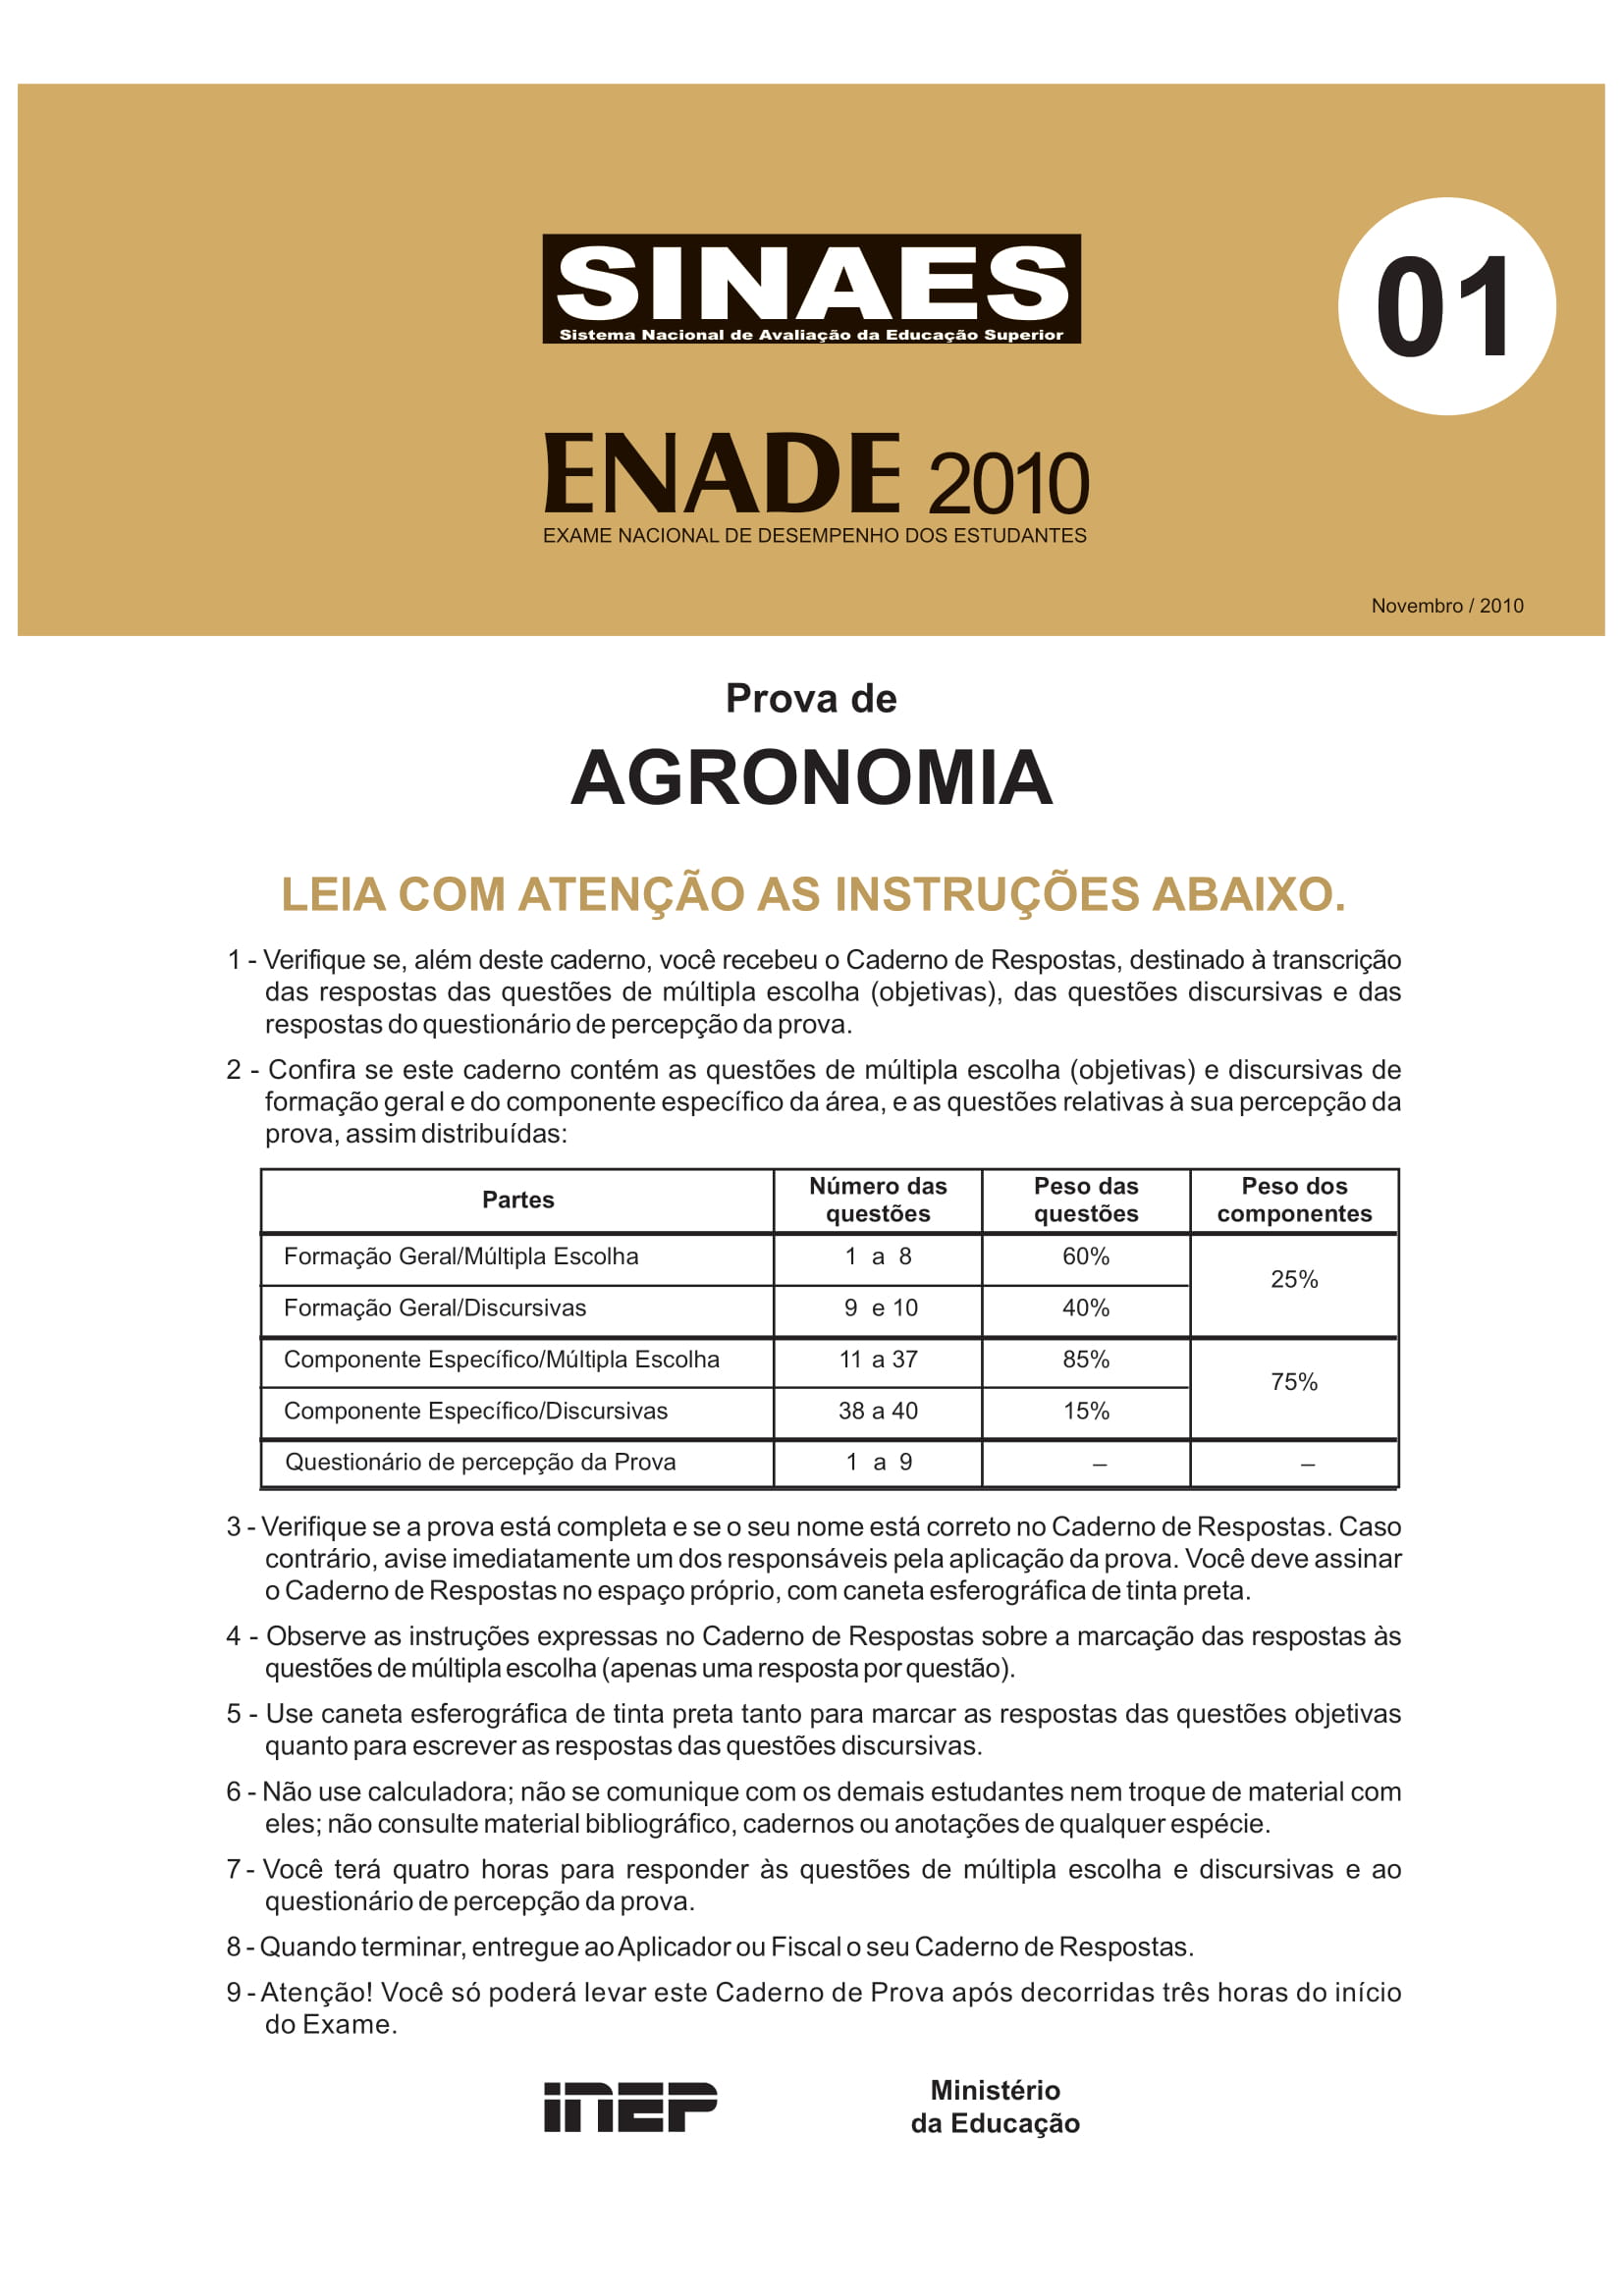 SINAES
Sistema Nacional de Avaliação da Educação Superior
01
ENADE 2010
EXAME NACIONAL DE DESEMPENHO DOS ESTUDANTES
Novembro / 2010
Prova de
AGRONOMIA
LEIA COM ATENÇÃO AS INSTRUÇÕES ABAIXO.
1 - Verifique se, além deste caderno, você recebeu o Caderno de Respostas, destinado à transcrição
das respostas das questões de múltipla escolha (objetivas), das questões discursivas e das
respostas do questionário de percepção da prova.
2 - Confira se este caderno contém as questões de múltipla escolha (objetivas) e discursivas de
formação geral e do componente específico da área, e as questões relativas à sua percepção da
prova, assim distribuídas:
Partes Número das questões Peso das questões Peso dos componentes
Formação Geral/Múltipla Escolha 1 a 8 60% 25%
Formação Geral/Discursivas 9 e 10 40%
Componente Específico/Múltipla Escolha 11 a 37 85% 75%
Componente Específico/Discursivas 38 a 40 15%
Questionário de percepção da Prova 1 a 9 – –
3 - Verifique se a prova está completa e se o seu nome está correto no Caderno de Respostas. Caso
contrário, avise imediatamente um dos responsáveis pela aplicação da prova. Você deve assinar
o Caderno de Respostas no espaço próprio, com caneta esferográfica de tinta preta.
4 - Observe as instruções expressas no Caderno de Respostas sobre a marcação das respostas às
questões de múltipla escolha (apenas uma resposta por questão).
5 - Use caneta esferográfica de tinta preta tanto para marcar as respostas das questões objetivas
quanto para escrever as respostas das questões discursivas.
6 - Não use calculadora; não se comunique com os demais estudantes nem troque de material com
eles; não consulte material bibliográfico, cadernos ou anotações de qualquer espécie.
7 - Você terá quatro horas para responder às questões de múltipla escolha e discursivas e ao
questionário de percepção da prova.
8 - Quando terminar, entregue ao Aplicador ou Fiscal o seu Caderno de Respostas.
9 - Atenção! Você só poderá levar este Caderno de Prova após decorridas três horas do início
do Exame.
inEP
Ministério
da Educação